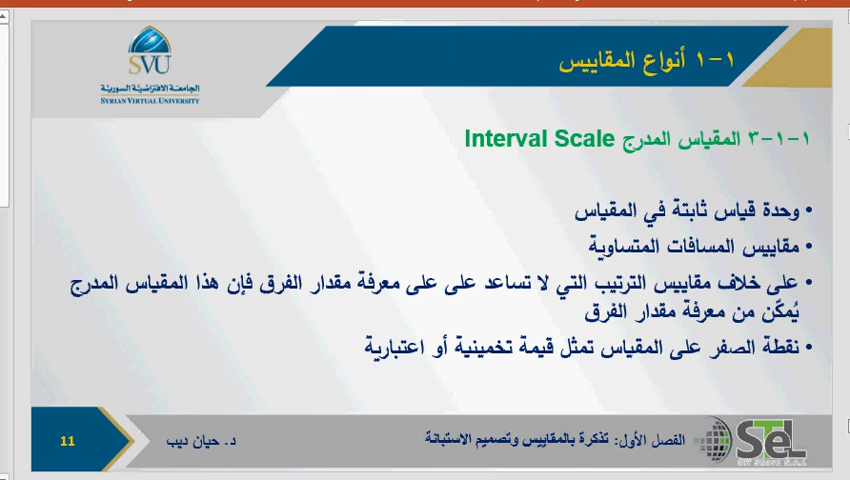 SVU
الجامعة الافتراضية السورية
SYRIAN VIRTUAL UNIVERSITY
١-١ أنواع المقاييس
١-١-٣ المقياس المدرج Interval Scale
• وحدة قياس ثابتة في المقياس
• مقاييس المسافات المتساوية
• على خلاف مقاييس الترتيب التي لا تساعد على على معرفة مقدار الفرق فإن هذا المقياس المدرج
يُمكّن من معرفة مقدار الفرق
• نقطة الصفر على المقياس تمثل قيمة تخمينية أو اعتبارية
STeL
الفصل الأول: تذكرة بالمقاييس وتصميم الاستبانة
د. حيان ديب
11